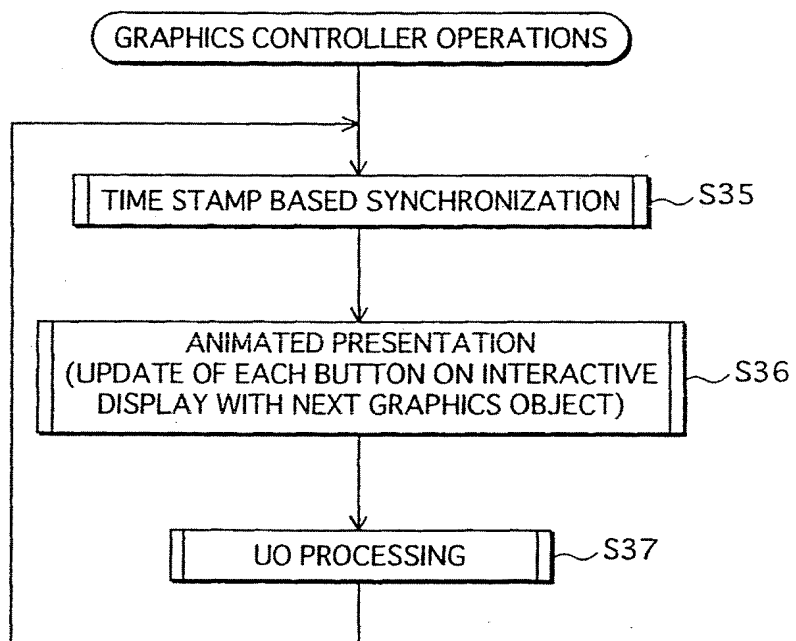 GRAPHICS CONTROLLER OPERATIONS
TIME STAMP BASED SYNCHRONIZATION
S35
ANIMATED PRESENTATION
(UPDATE OF EACH BUTTON ON INTERACTIVE
DISPLAY WITH NEXT GRAPHICS OBJECT)
S36
UO PROCESSING
S37